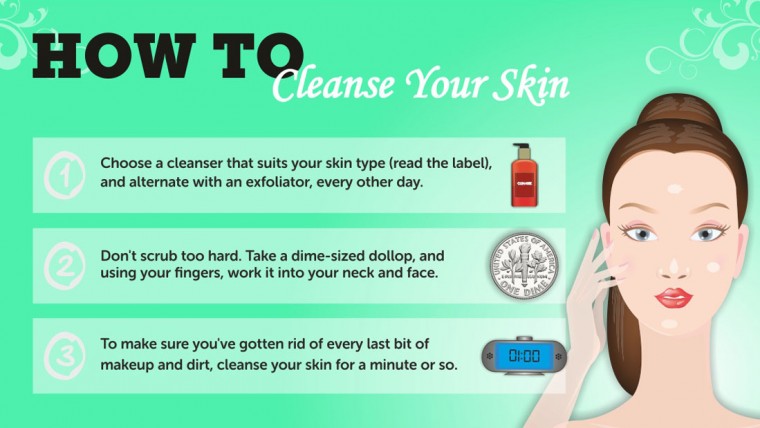 HOW TO
Cleanse Your Skin
1
Choose a cleanser that suits your skin type (read the label),
and alternate with an exfoliator, every other day.
2
Don't scrub too hard. Take a dime-sized dollop, and
using your fingers, work it into your neck and face.
UNITED STATES OF AMERICA
ONE DIME
3
To make sure you've gotten rid of every last bit of
makeup and dirt, cleanse your skin for a minute or so.
01:00